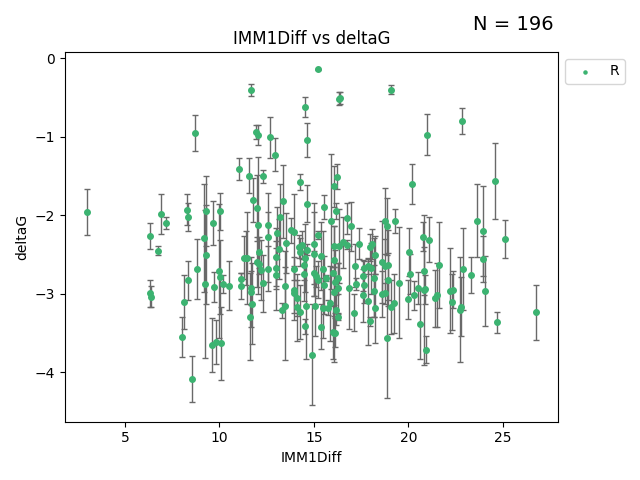 N = 196
IMM1Diff vs deltaG
R
deltaG
0
−1
−2
−3
−4
5 10 15 20 25
IMM1Diff